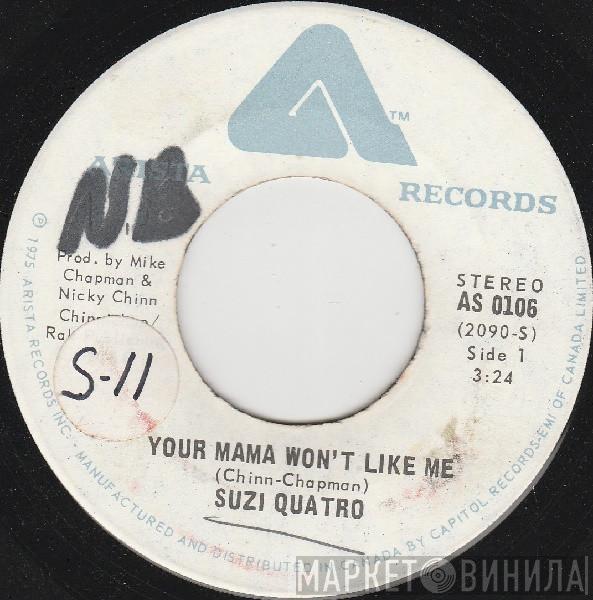 TM
ARISTA
RECORDS
NB
Prod. by Mike
Chapman &
Nicky Chinn
STEREO
AS 0106
(2090-S)
Side 1
3:24
S-11
YOUR MAMA WON'T LIKE ME
(Chinn-Chapman)
SUZI QUATRO
℗ 1975 ARISTA RECORDS INC. - MANUFACTURED AND DISTRIBUTED IN CANADA BY CAPITOL RECORDS-EMI OF CANADA LIMITED
МАРКЕТ ВИНИЛА